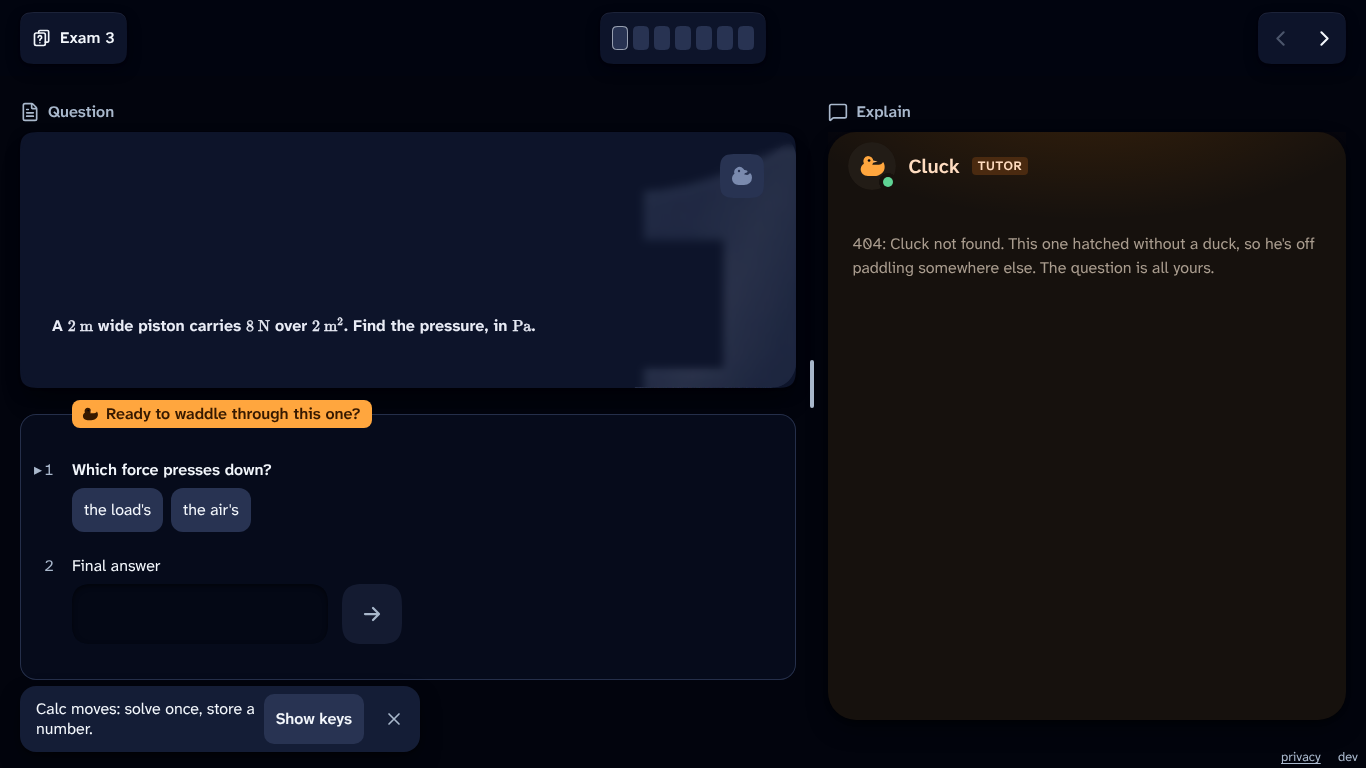 Exam 3
Question
A 2 m wide piston carries 8 N over 2 m². Find the pressure, in Pa.
1
Ready to waddle through this one?
1 Which force presses down?
the load's
the air's
2 Final answer
Calc moves: solve once, store a
number.
Show keys
Explain
Cluck
TUTOR
404: Cluck not found. This one hatched without a duck, so he's off
paddling somewhere else. The question is all yours.
privacy
dev